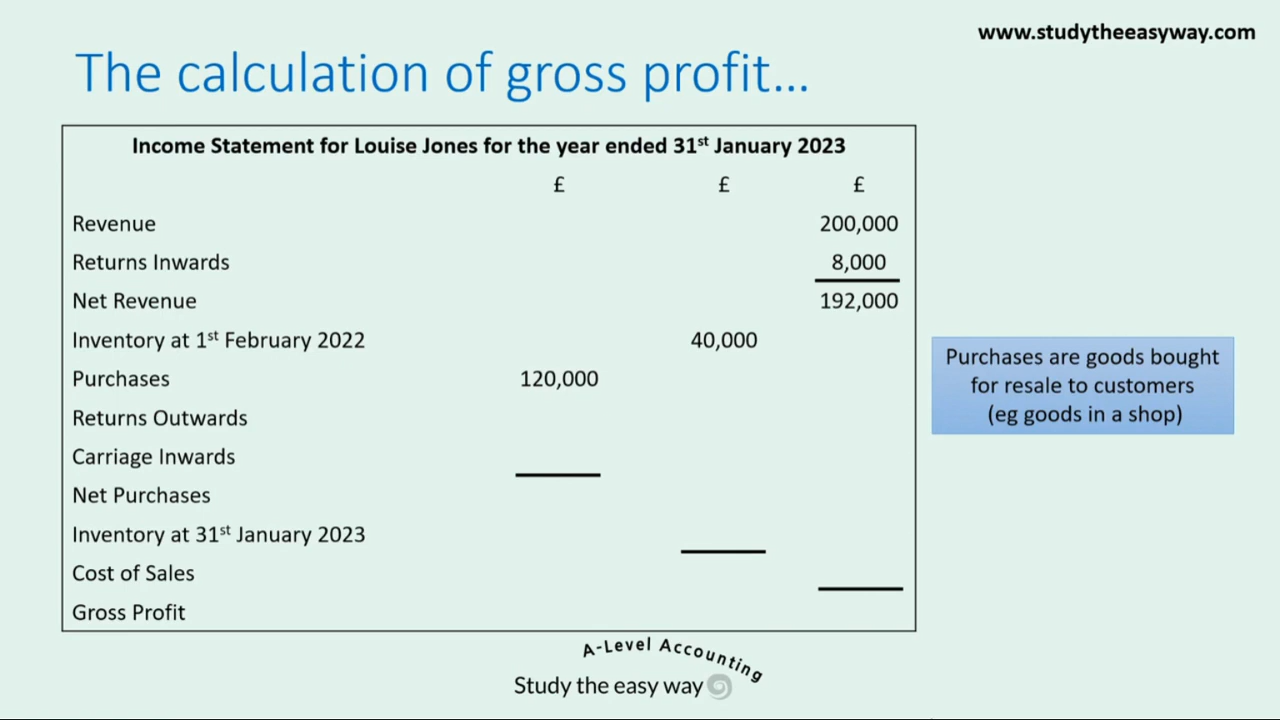 www.studytheeasyway.com
The calculation of gross profit...
Income Statement for Louise Jones for the year ended 31st January 2023
£ £ £
Revenue 200,000
Returns Inwards 8,000
Net Revenue 192,000
Inventory at 1st February 2022 40,000
Purchases 120,000
Returns Outwards
Carriage Inwards
Net Purchases
Inventory at 31st January 2023
Cost of Sales
Gross Profit
Purchases are goods bought
for resale to customers
(eg goods in a shop)
A-Level Accounting
Study the easy way